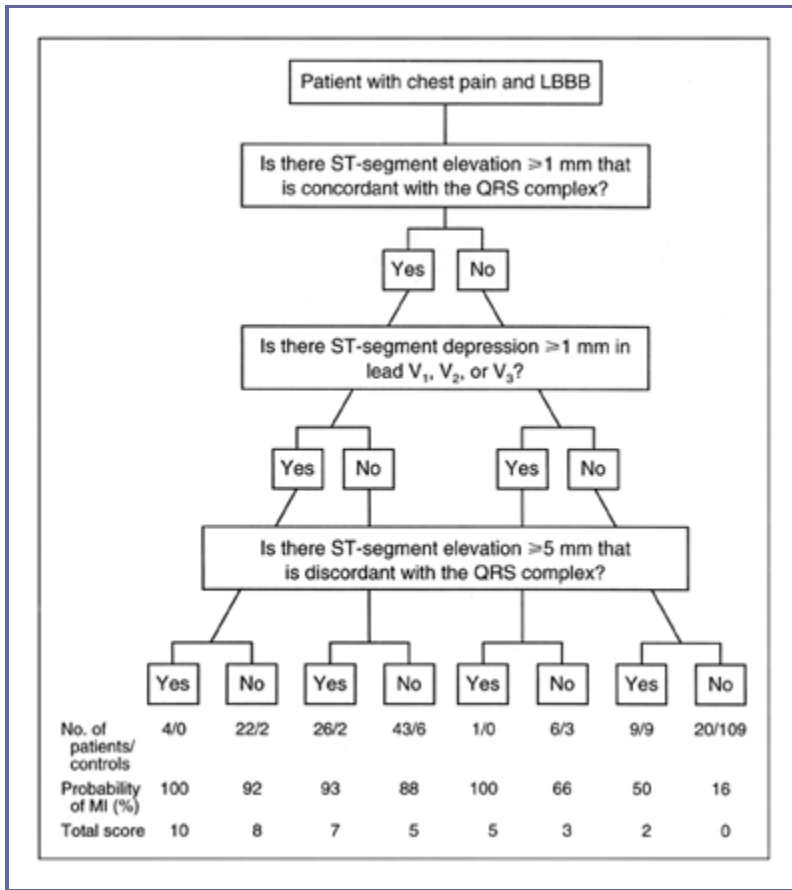 Patient with chest pain and LBBB
Is there ST-segment elevation ⩾1 mm that
is concordant with the QRS complex?
Yes No
Is there ST-segment depression ⩾1 mm in
lead V₁, V₂, or V₃?
Yes No Yes No
Is there ST-segment elevation ⩾5 mm that
is discordant with the QRS complex?
Yes No Yes No Yes No Yes No
No. of 4/0 22/2 26/2 43/6 1/0 6/3 9/9 20/109
patients/
controls
Probability 100 92 93 88 100 66 50 16
of MI (%)
Total score 10 8 7 5 5 3 2 0